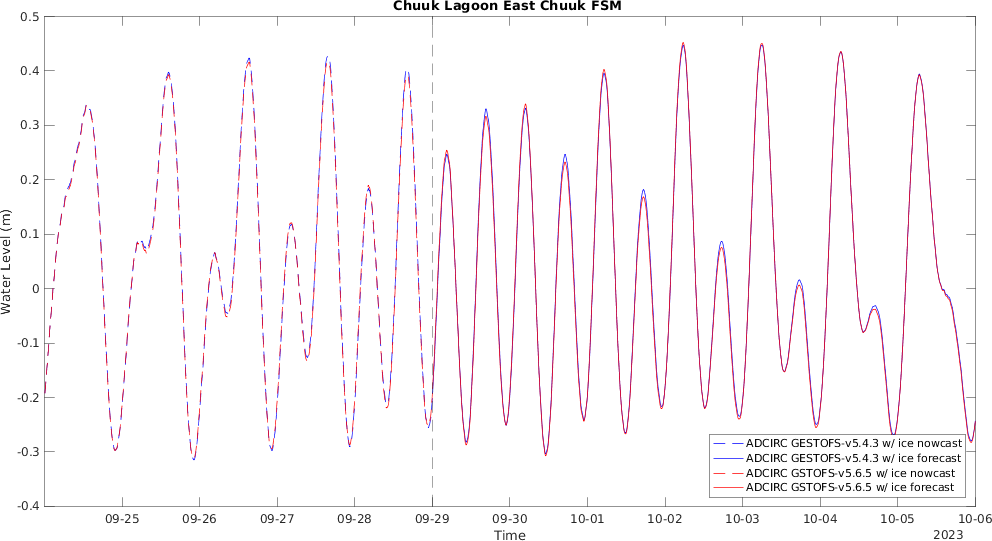 Chuuk Lagoon East Chuuk FSM
Water Level (m)
0.5
0.4
0.3
0.2
0.1
0
-0.1
-0.2
-0.3
-0.4
ADCIRC GESTOFS-v5.4.3 w/ ice nowcast
ADCIRC GESTOFS-v5.4.3 w/ ice forecast
ADCIRC GSTOFS-v5.6.5 w/ ice nowcast
ADCIRC GSTOFS-v5.6.5 w/ ice forecast
09-25 09-26 09-27 09-28 09-29 09-30 10-01 10-02 10-03 10-04 10-05 10-06
Time
2023